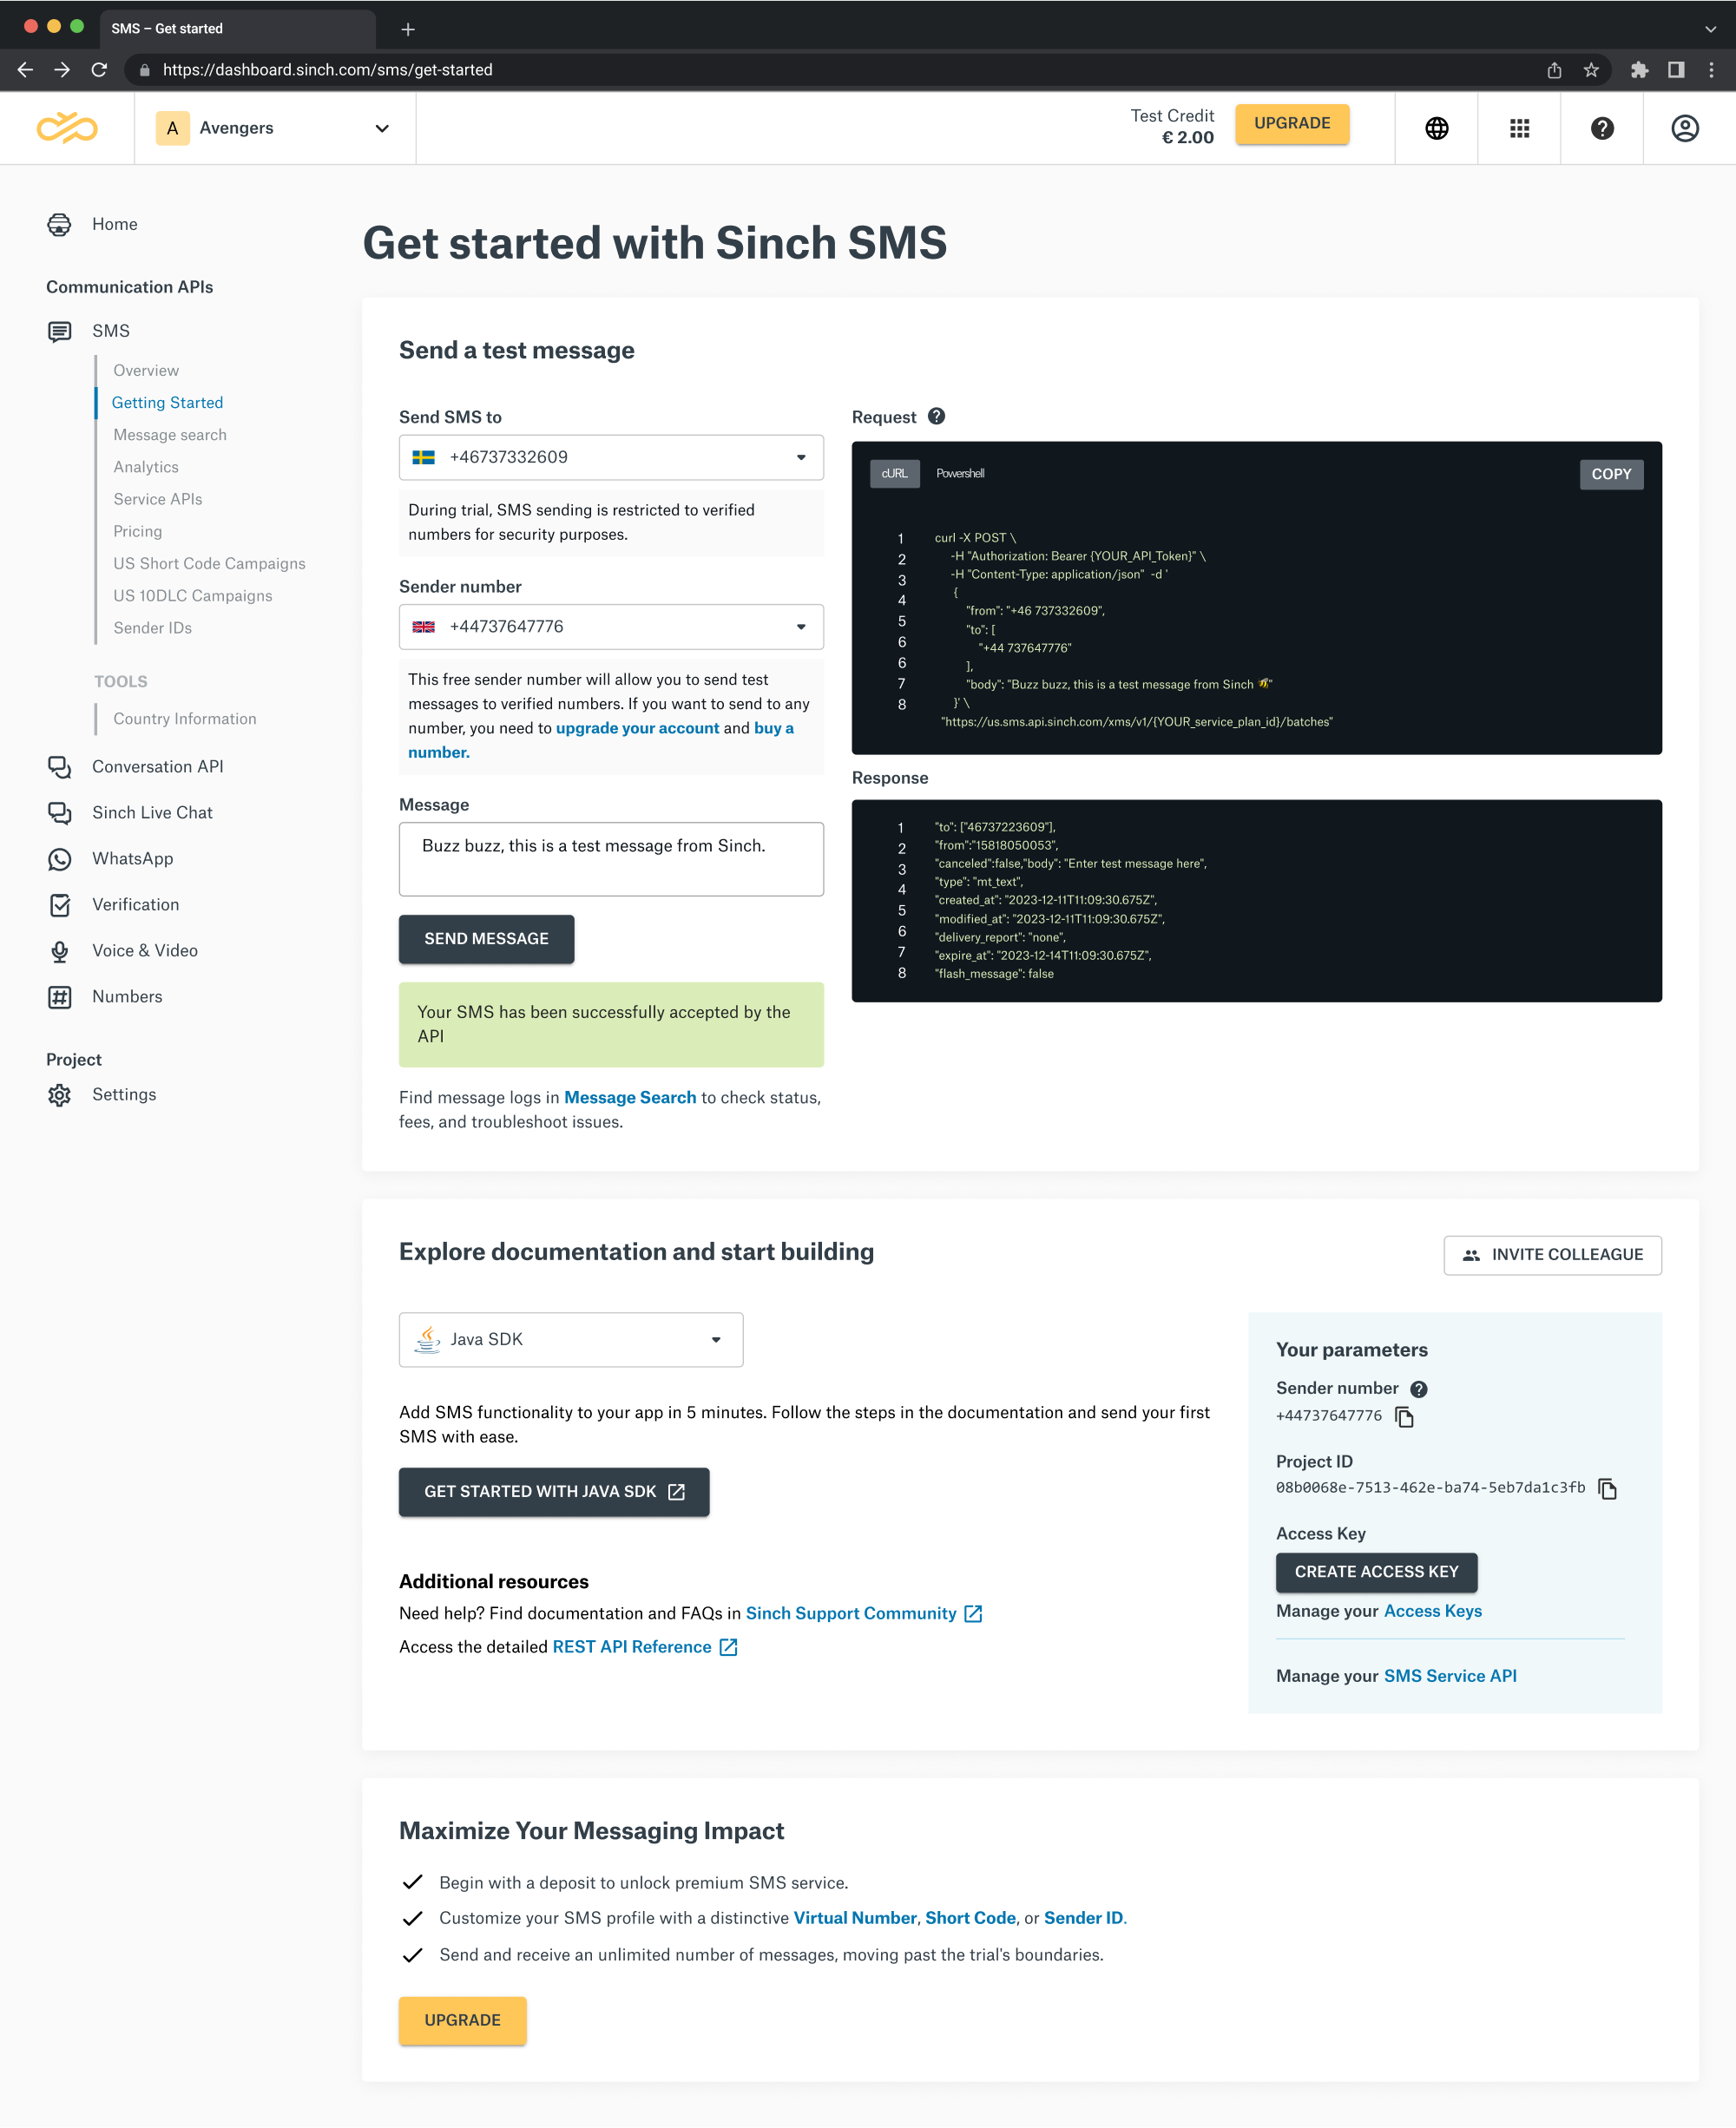 SMS – Get started
https://dashboard.sinch.com/sms/get-started
A Avengers
Test Credit
€ 2.00
UPGRADE
Home
Communication APIs
SMS
Overview
Getting Started
Message search
Analytics
Service APIs
Pricing
US Short Code Campaigns
US 10DLC Campaigns
Sender IDs
TOOLS
Country Information
Conversation API
Sinch Live Chat
WhatsApp
Verification
Voice & Video
Numbers
Project
Settings
Get started with Sinch SMS
Send a test message
Send SMS to
+46737332609
During trial, SMS sending is restricted to verified
numbers for security purposes.
Sender number
+44737647776
This free sender number will allow you to send test
messages to verified numbers. If you want to send to any
number, you need to upgrade your account and buy a
number.
Message
Buzz buzz, this is a test message from Sinch.
SEND MESSAGE
Your SMS has been successfully accepted by the
API
Find message logs in Message Search to check status,
fees, and troubleshoot issues.
Request
cURL Powershell COPY
1
2
3
4
5
6
6
7
8
curl -X POST \
-H "Authorization: Bearer {YOUR_API_Token}" \
-H "Content-Type: application/json" -d '
{
"from": "+46 737332609",
"to": [
"+44 737647776"
],
"body": "Buzz buzz, this is a test message from Sinch 🐝"
}' \
"https://us.sms.api.sinch.com/xms/v1/{YOUR_service_plan_id}/batches"
Response
1
2
3
4
5
6
7
8
"to": ["46737223609"],
"from":"15818050053",
"canceled":false,"body": "Enter test message here",
"type": "mt_text",
"created_at": "2023-12-11T11:09:30.675Z",
"modified_at": "2023-12-11T11:09:30.675Z",
"delivery_report": "none",
"expire_at": "2023-12-14T11:09:30.675Z",
"flash_message": false
Explore documentation and start building
INVITE COLLEAGUE
Java SDK
Add SMS functionality to your app in 5 minutes. Follow the steps in the documentation and send your first
SMS with ease.
GET STARTED WITH JAVA SDK
Additional resources
Need help? Find documentation and FAQs in Sinch Support Community
Access the detailed REST API Reference
Your parameters
Sender number
+44737647776
Project ID
08b0068e-7513-462e-ba74-5eb7da1c3fb
Access Key
CREATE ACCESS KEY
Manage your Access Keys
Manage your SMS Service API
Maximize Your Messaging Impact
Begin with a deposit to unlock premium SMS service.
Customize your SMS profile with a distinctive Virtual Number, Short Code, or Sender ID.
Send and receive an unlimited number of messages, moving past the trial's boundaries.
UPGRADE